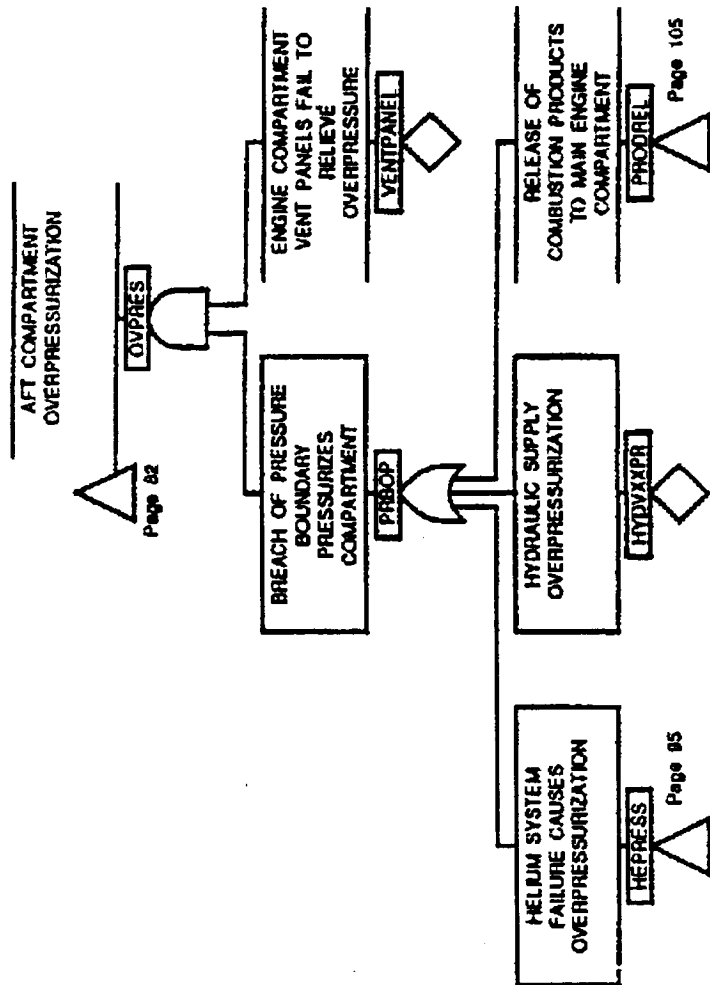 AFT COMPARTMENT
OVERPRESSURIZATION
OVPRES
Page 82
BREACH OF PRESSURE
BOUNDARY
PRESSURIZES
COMPARTMENT
PRBOP
ENGINE COMPARTMENT
VENT PANELS FAIL TO
RELIEVE
OVERPRESSURE
VENTPANEL
HELIUM SYSTEM
FAILURE CAUSES
OVERPRESSURIZATION
HEPRESS
Page 95
HYDRAULIC SUPPLY
OVERPRESSURIZATION
HYDVXXPR
RELEASE OF
COMBUSTION PRODUCTS
TO MAIN ENGINE
COMPARTMENT
PRODREL
Page 105